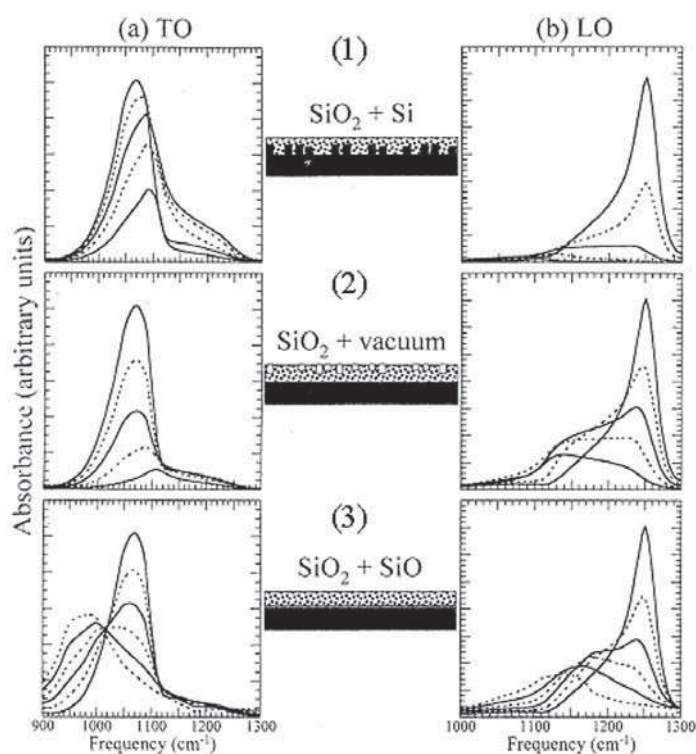 (a) TO
(b) LO
(1)
SiO₂ + Si
(2)
SiO₂ + vacuum
(3)
SiO₂ + SiO
Absorbance (arbitrary units)
900 1000 1100 1200 1300
Frequency (cm⁻¹)
1000 1100 1200 1300
Frequency (cm⁻¹)